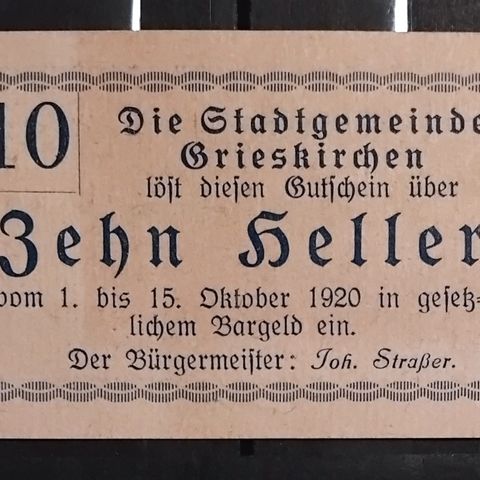 10
Die Stadtgemeinde
Grieskirchen
löst diesen Gutschein über
Zehn Heller
vom 1. bis 15. Oktober 1920 in gesetz=
lichem Bargeld ein.
Der Bürgermeister: Joh. Straßer.